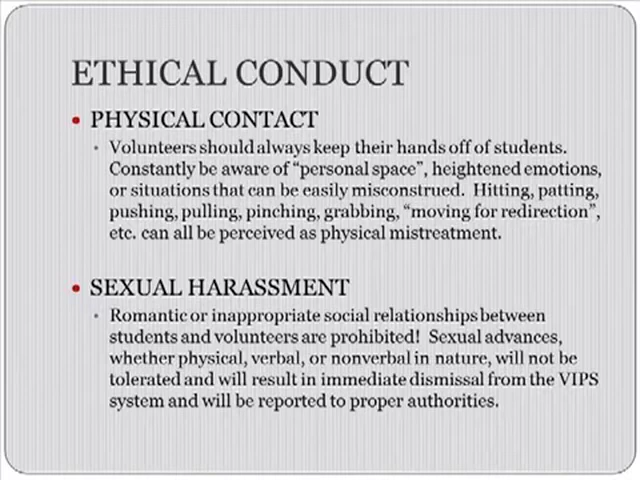 ETHICAL CONDUCT
• PHYSICAL CONTACT
• Volunteers should always keep their hands off of students.
Constantly be aware of “personal space”, heightened emotions,
or situations that can be easily misconstrued.  Hitting, patting,
pushing, pulling, pinching, grabbing, “moving for redirection”,
etc. can all be perceived as physical mistreatment.
• SEXUAL HARASSMENT
• Romantic or inappropriate social relationships between
students and volunteers are prohibited!  Sexual advances,
whether physical, verbal, or nonverbal in nature, will not be
tolerated and will result in immediate dismissal from the VIPS
system and will be reported to proper authorities.